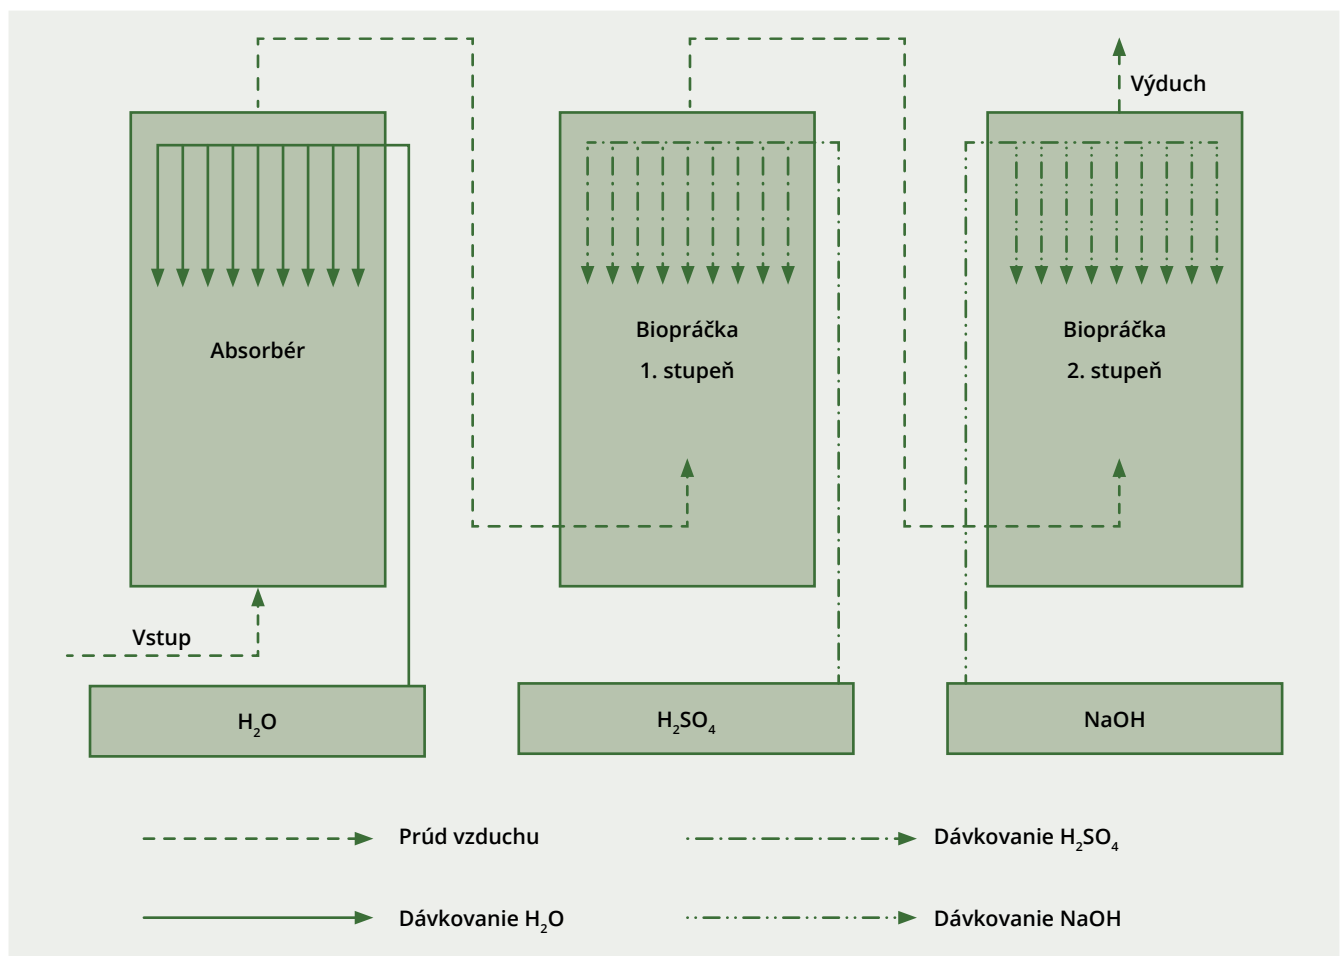 Výduch
Absorbér
Biopráčka
1. stupeň
Biopráčka
2. stupeň
Vstup
H₂O
H₂SO₄
NaOH
Prúd vzduchu
Dávkovanie H₂SO₄
Dávkovanie H₂O
Dávkovanie NaOH